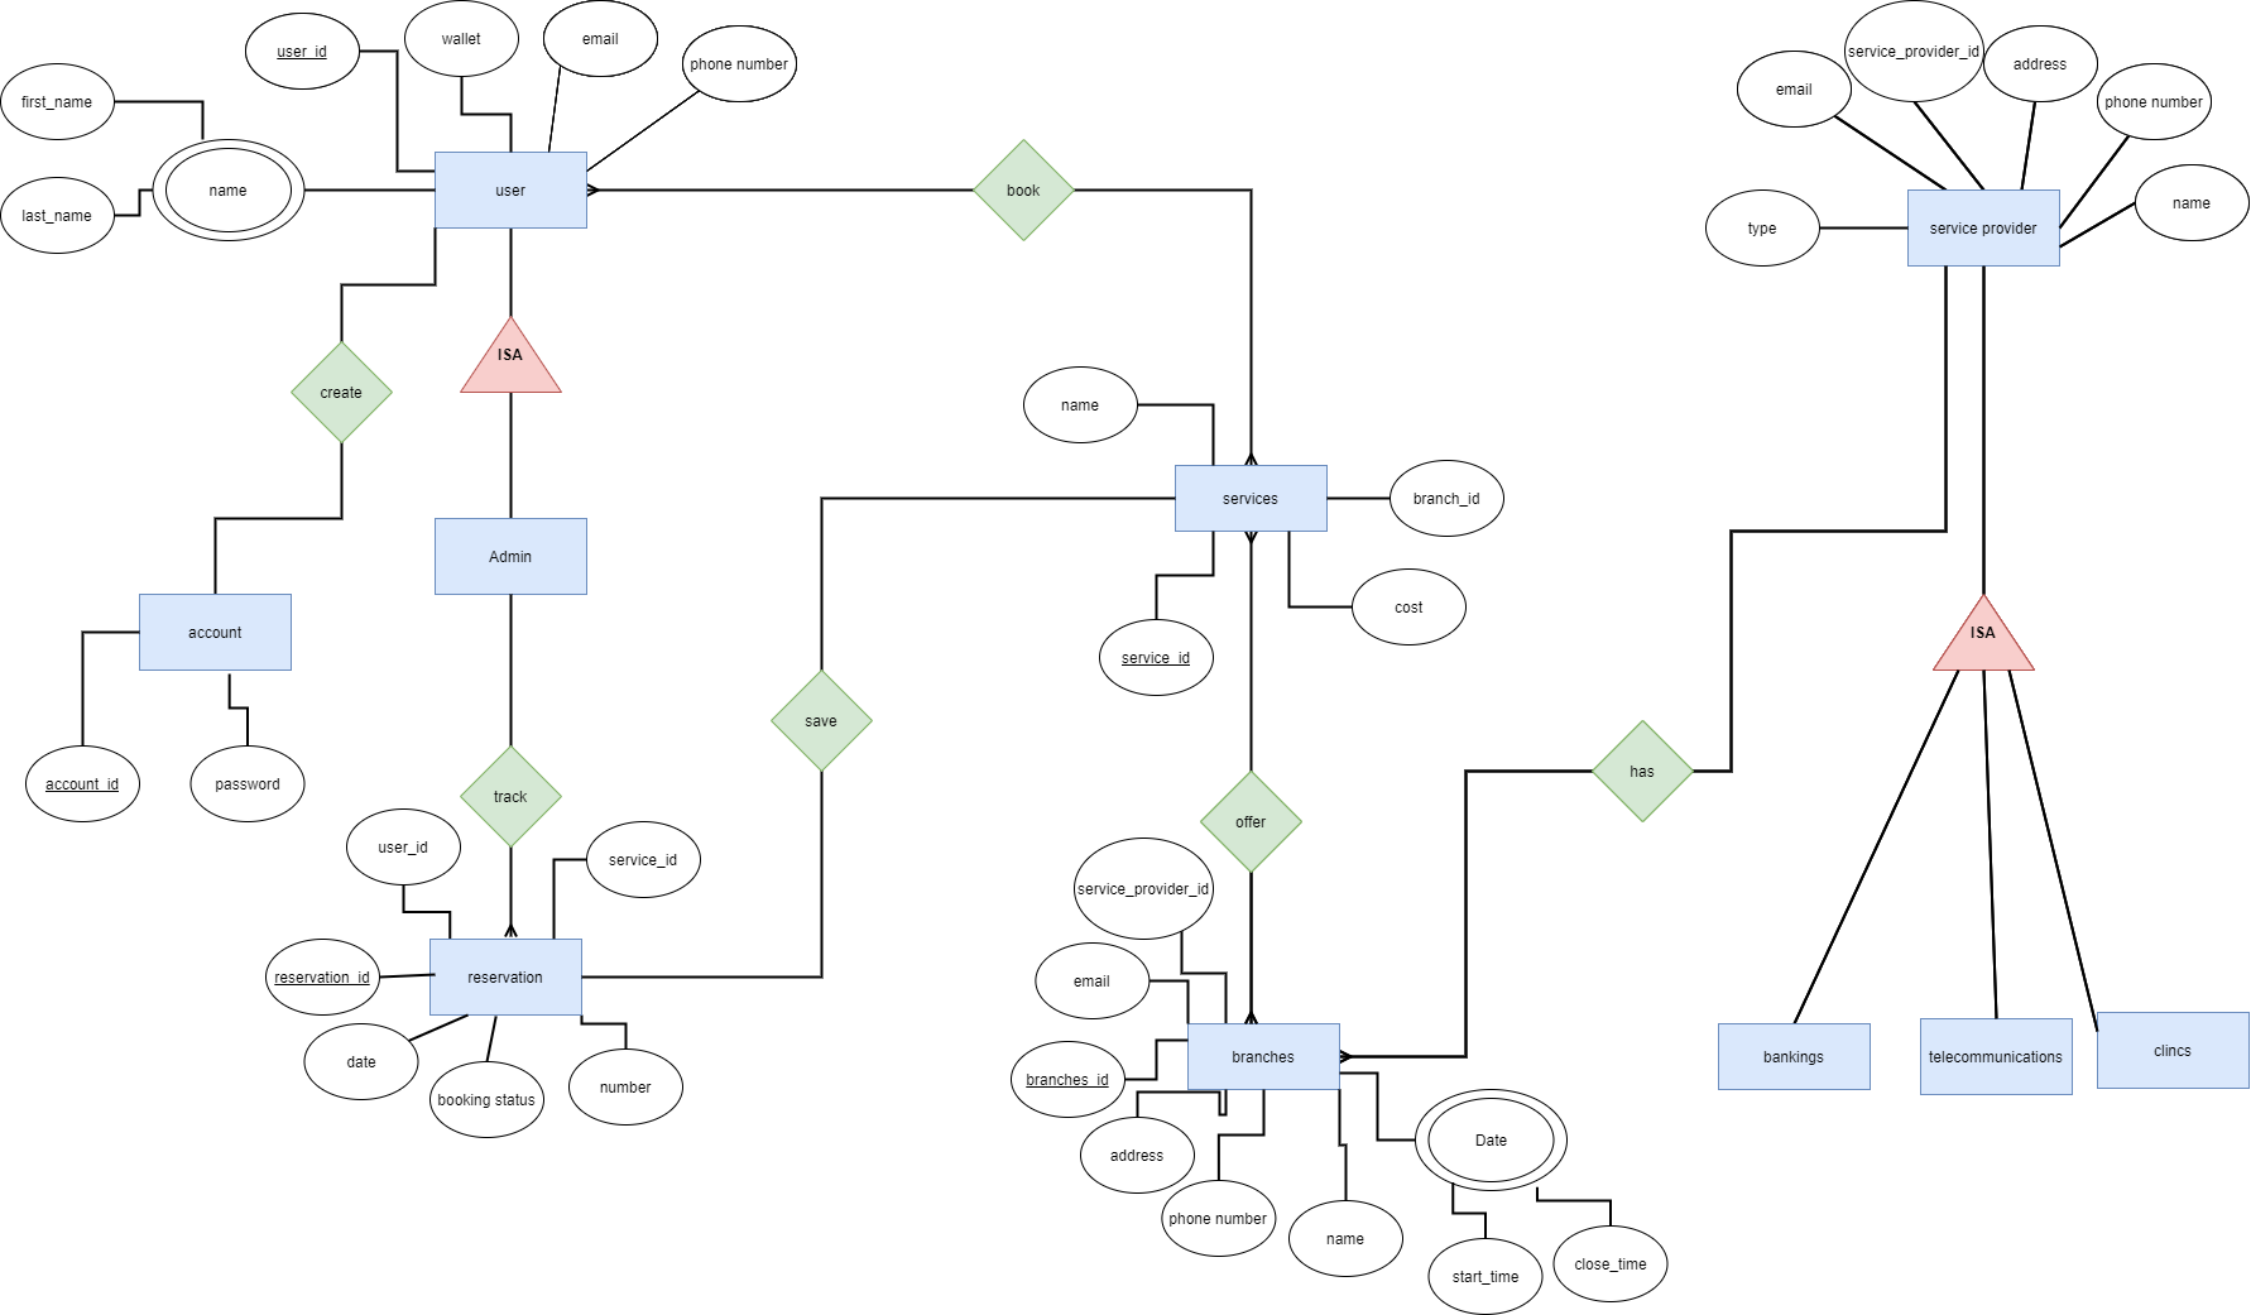 user_id
wallet
email
phone number
first_name
last_name
name
user
book
email
service_provider_id
address
phone number
name
type
service provider
create
ISA
name
services
branch_id
cost
service_id
Admin
account
account_id
password
save
track
offer
has
ISA
user_id
service_id
reservation_id
reservation
date
booking status
number
service_provider_id
email
branches_id
branches
address
phone number
name
Date
start_time
close_time
bankings
telecommunications
clincs